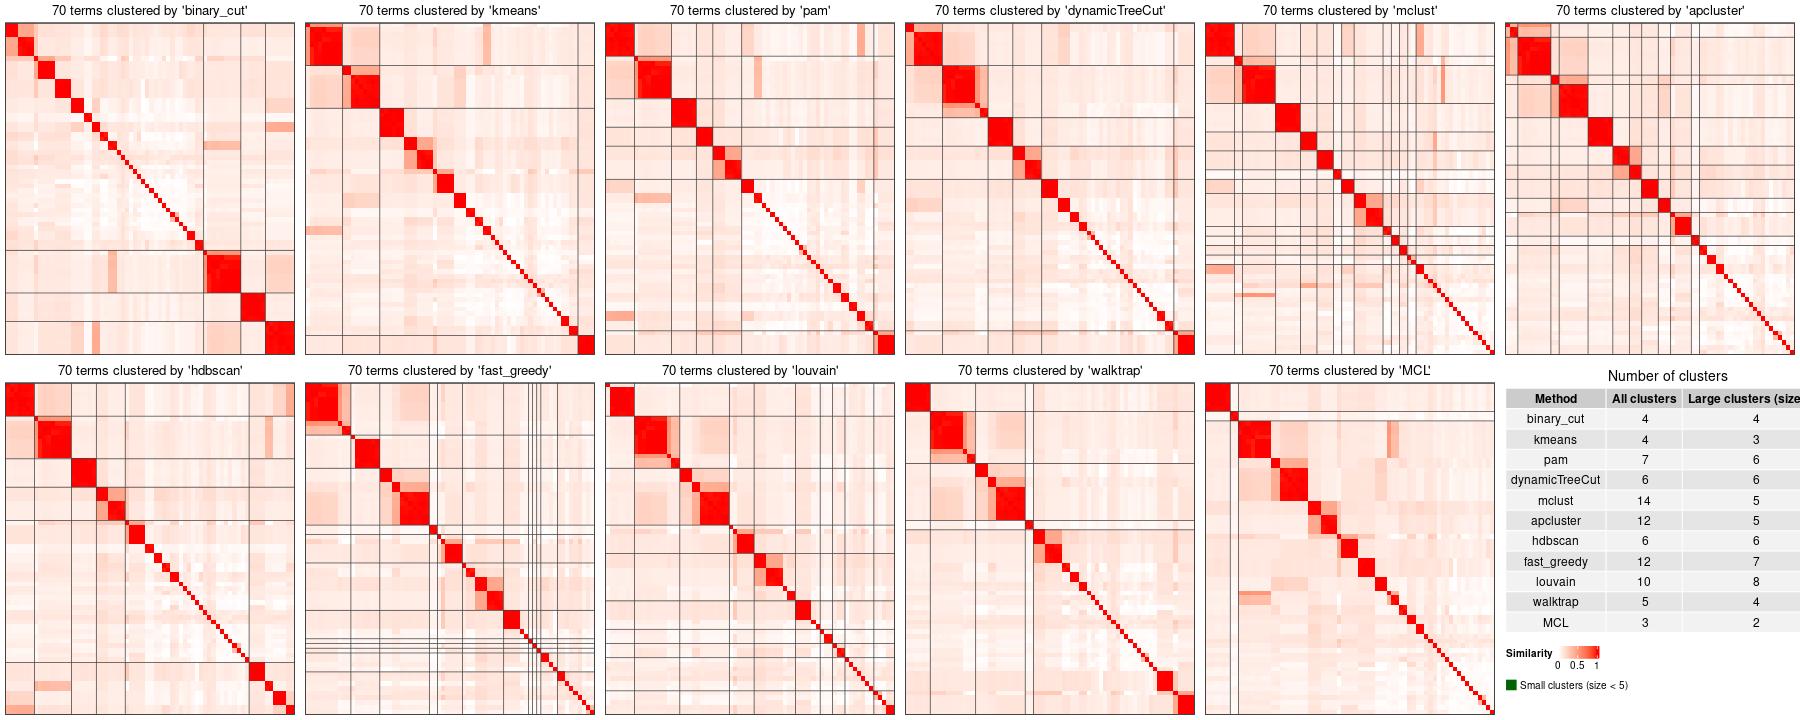 70 terms clustered by 'binary_cut'
70 terms clustered by 'kmeans'
70 terms clustered by 'pam'
70 terms clustered by 'dynamicTreeCut'
70 terms clustered by 'mclust'
70 terms clustered by 'apcluster'
70 terms clustered by 'hdbscan'
70 terms clustered by 'fast_greedy'
70 terms clustered by 'louvain'
70 terms clustered by 'walktrap'
70 terms clustered by 'MCL'
Number of clusters
Method All clusters Large clusters (size
binary_cut 4 4
kmeans 4 3
pam 7 6
dynamicTreeCut 6 6
mclust 14 5
apcluster 12 5
hdbscan 6 6
fast_greedy 12 7
louvain 10 8
walktrap 5 4
MCL 3 2
Similarity
0 0.5 1
Small clusters (size < 5)